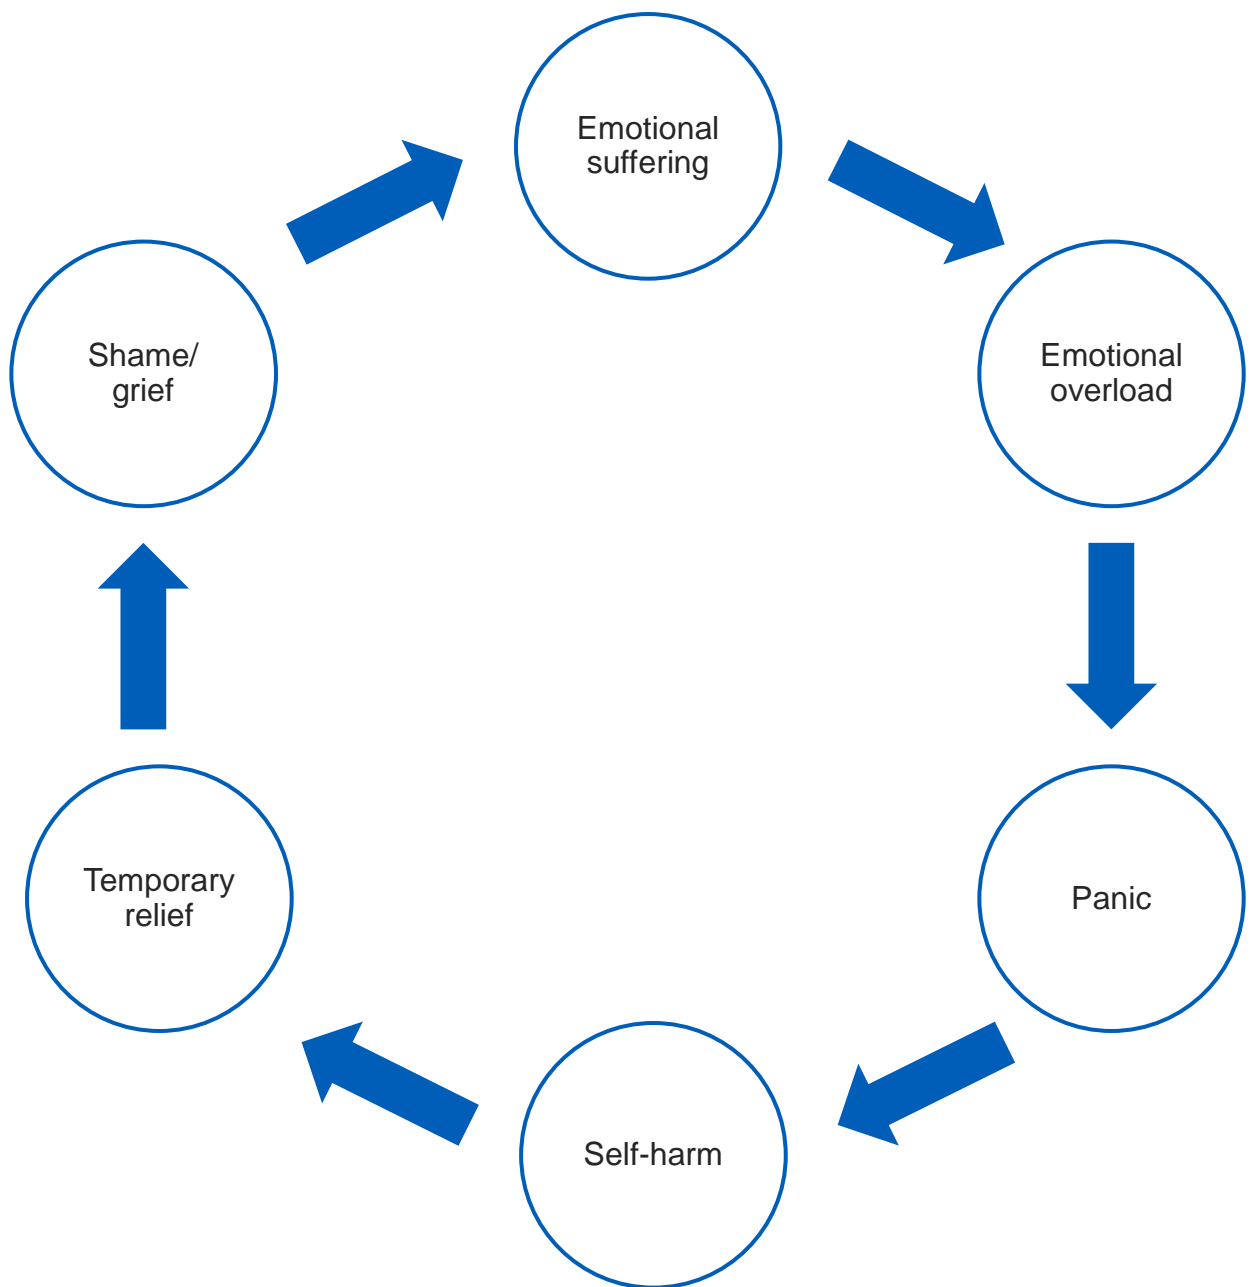 Emotional
suffering
Emotional
overload
Panic
Self-harm
Temporary
relief
Shame/
grief